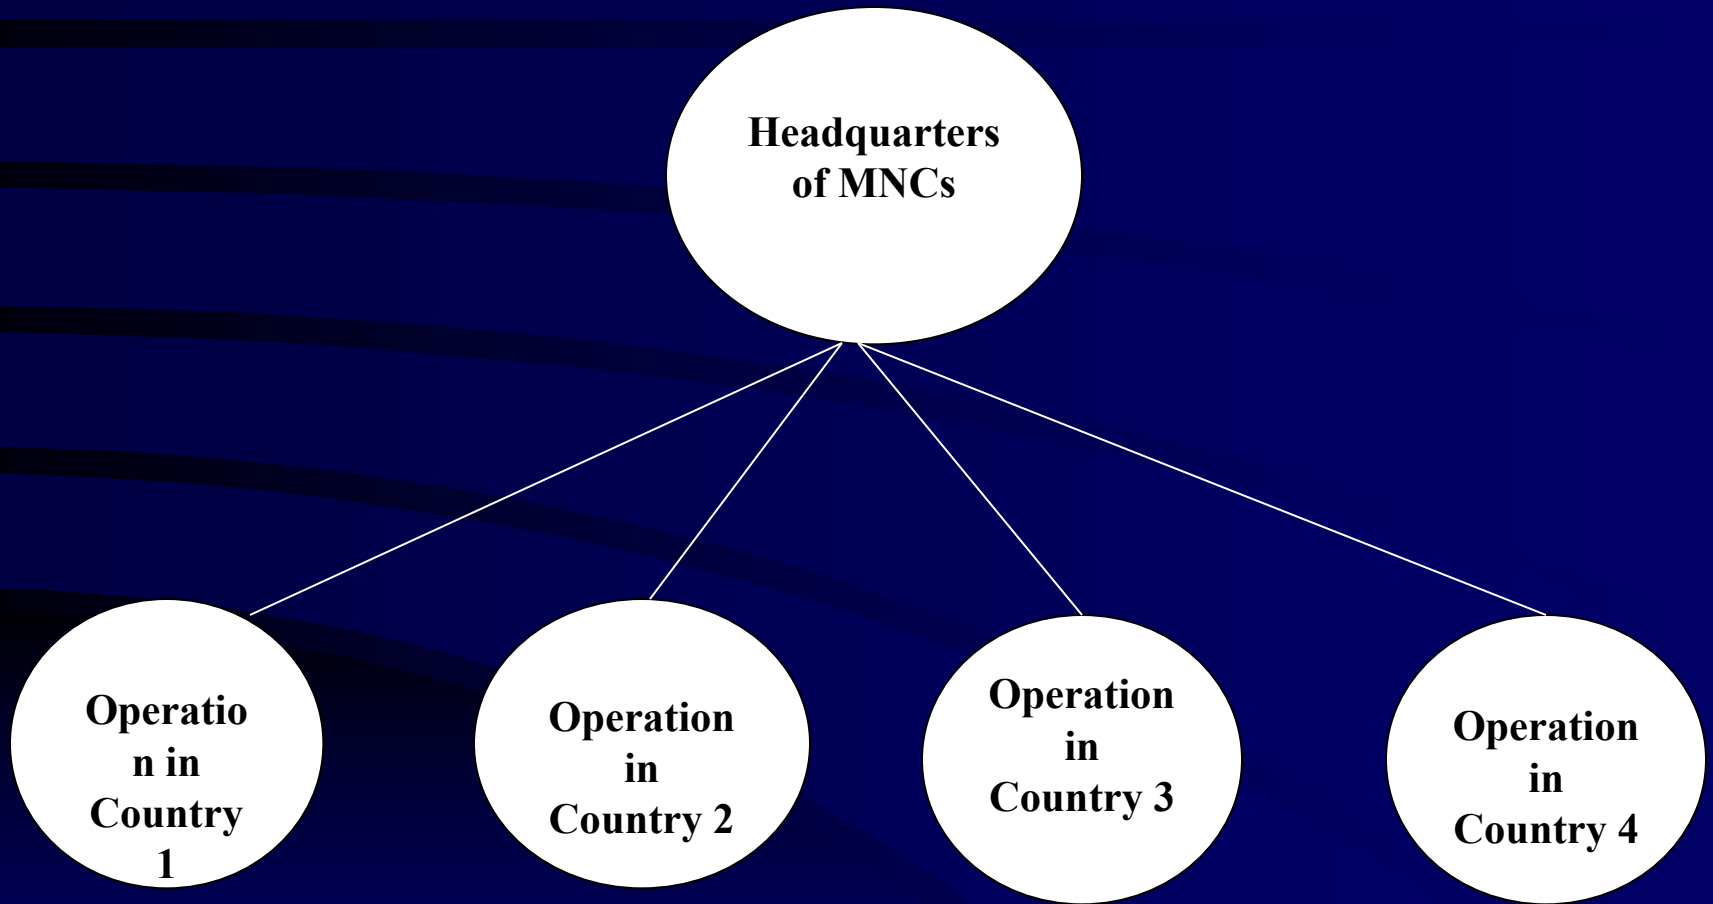 Headquarters
of MNCs
Operatio
n in
Country
1
Operation
in
Country 2
Operation
in
Country 3
Operation
in
Country 4